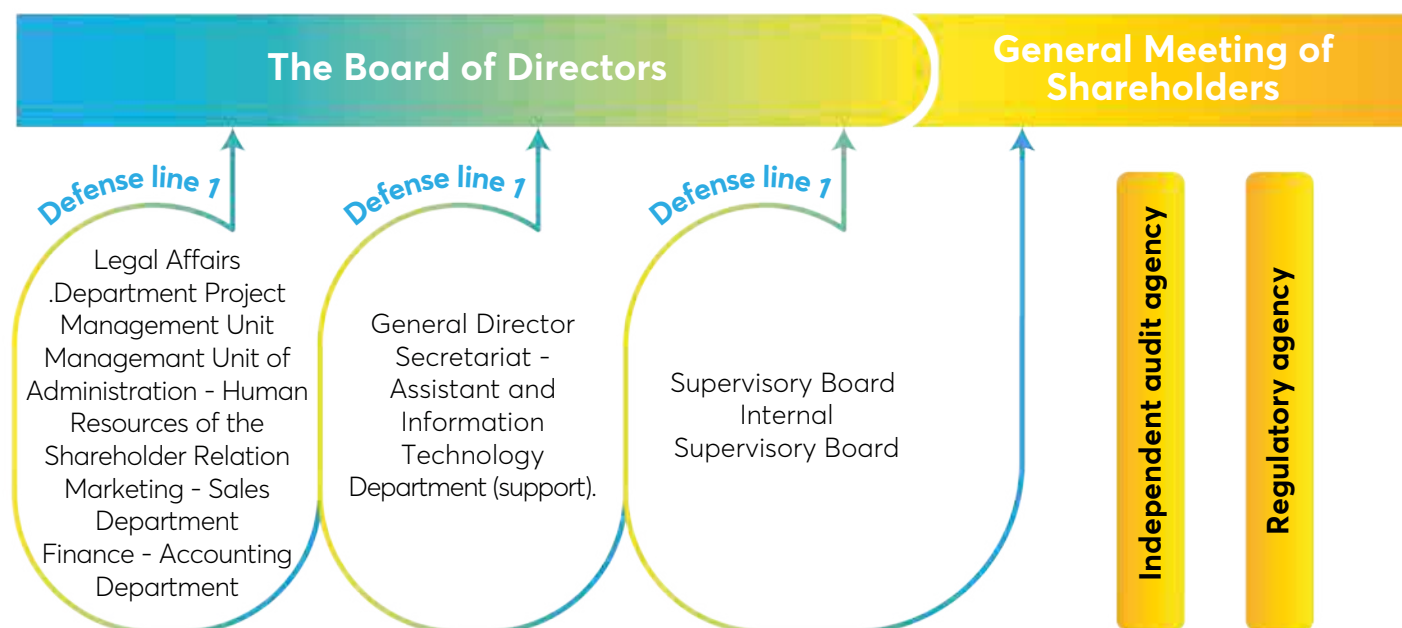 The Board of Directors
General Meeting of
Shareholders
Defense line 1
Legal Affairs
.Department Project
Management Unit
Managemant Unit of
Administration - Human
Resources of the
Shareholder Relation
Marketing - Sales
Department
Finance - Accounting
Department
Defense line 1
General Director
Secretariat -
Assistant and
Information
Technology
Department (support).
Defense line 1
Supervisory Board
Internal
Supervisory Board
Independent audit agency
Regulatory agency